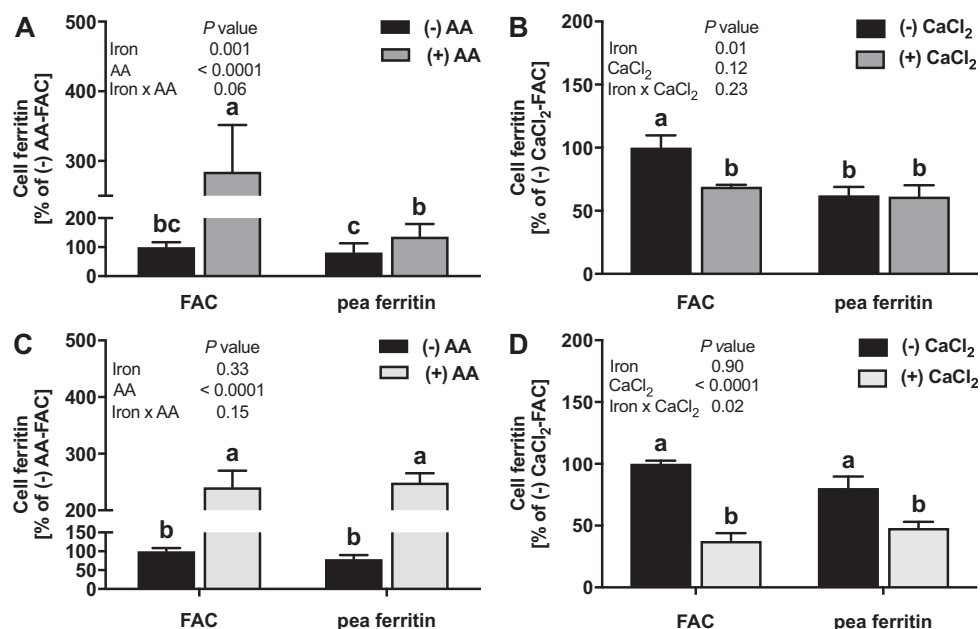 A
Cell ferritin
[% of (-) AA-FAC]
500
400
300
200
100
0
P value
Iron 0.001
AA < 0.0001
Iron x AA 0.06
(-) AA
(+) AA
bc
a
c
b
FAC
pea ferritin
B
Cell ferritin
[% of (-) CaCl₂-FAC]
200
150
100
50
0
P value
Iron 0.01
CaCl₂ 0.12
Iron x CaCl₂ 0.23
(-) CaCl₂
(+) CaCl₂
a
b
b
b
FAC
pea ferritin
C
Cell ferritin
[% of (-) AA-FAC]
500
400
300
250
200
150
100
50
0
P value
Iron 0.33
AA < 0.0001
Iron x AA 0.15
(-) AA
(+) AA
b
a
b
a
FAC
pea ferritin
D
Cell ferritin
[% of (-) CaCl₂-FAC]
200
150
100
50
0
P value
Iron 0.90
CaCl₂ < 0.0001
Iron x CaCl₂ 0.02
(-) CaCl₂
(+) CaCl₂
a
b
a
b
FAC
pea ferritin